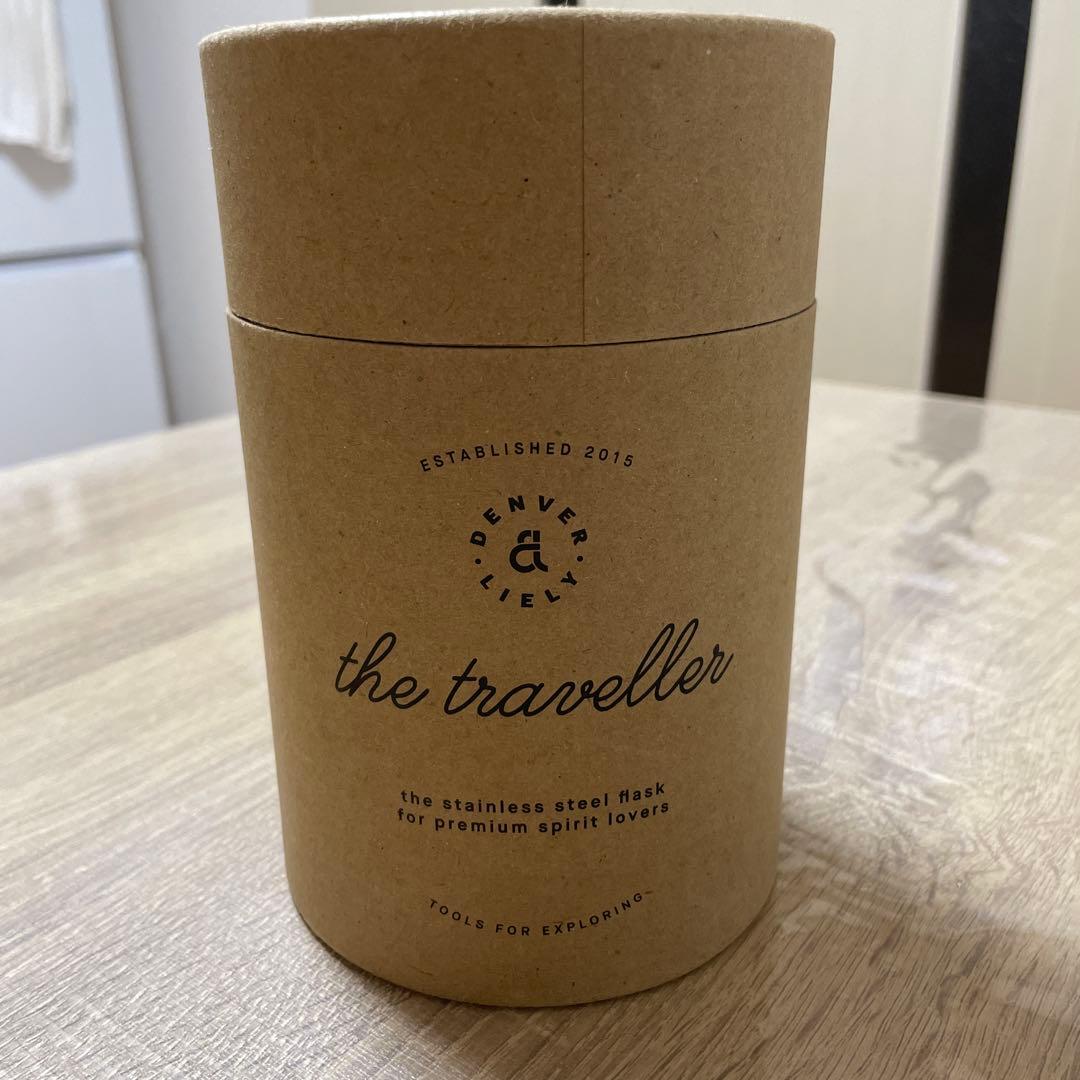 ESTABLISHED 2015
DENVER
· LIELY ·
the traveller
the stainless steel flask
for premium spirit lovers
TOOLS FOR EXPLORING